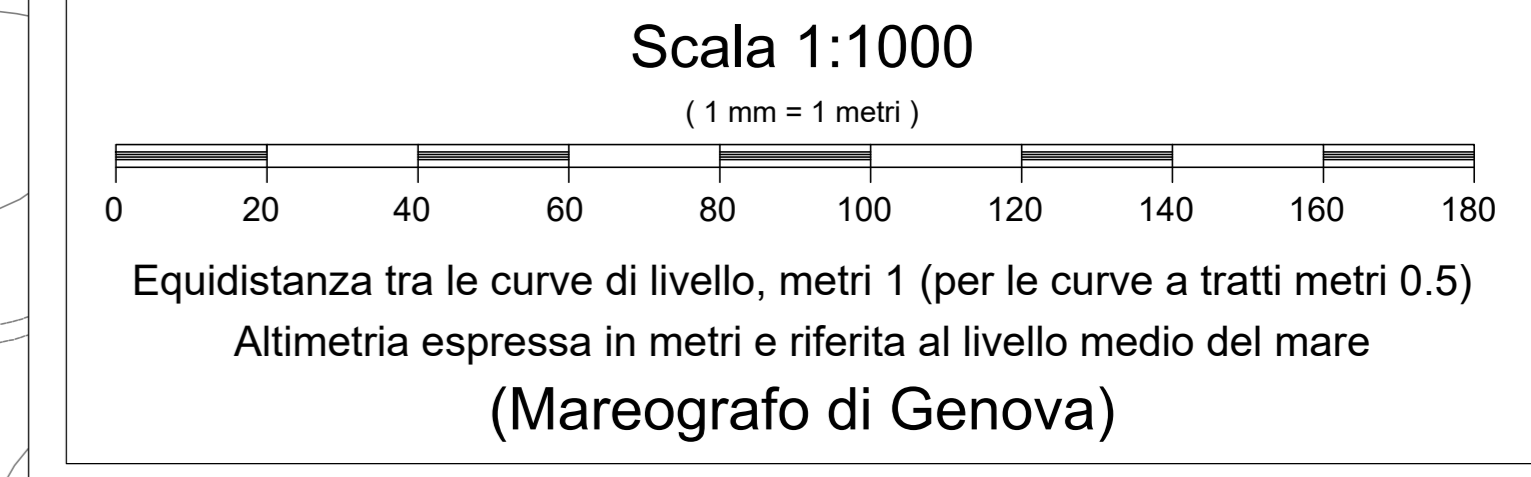 Scala 1:1000
( 1 mm = 1 metri )
0 20 40 60 80 100 120 140 160 180
Equidistanza tra le curve di livello, metri 1 (per le curve a tratti metri 0.5)
Altimetria espressa in metri e riferita al livello medio del mare
(Mareografo di Genova)